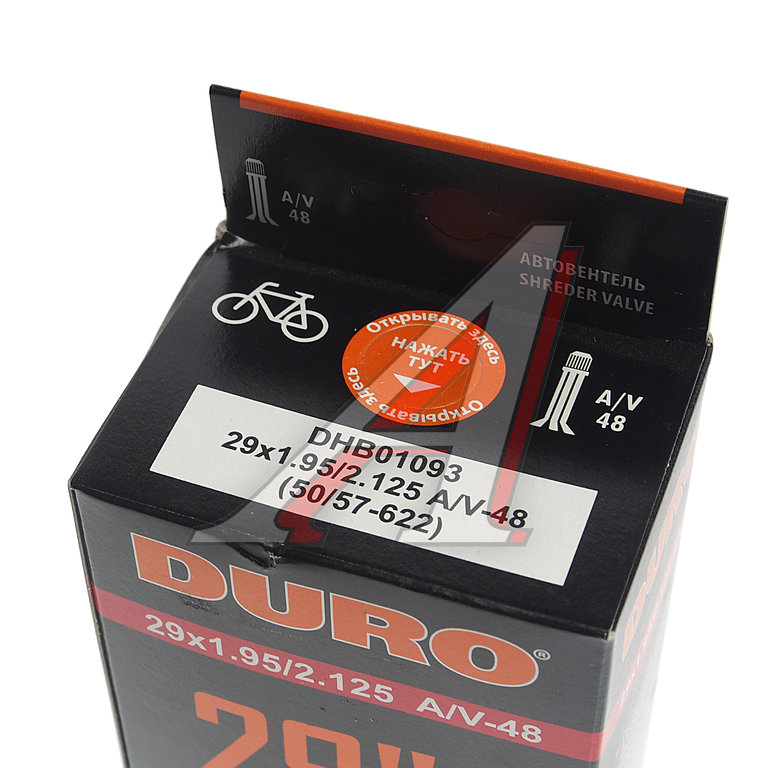 A/V
48
АВТОВЕНТЕЛЬ
SHREDER VALVE
Открывать здесь
НАЖАТЬ
ТУТ
Открывать здесь
A/V
48
DHB01093
29x1.95/2.125 A/V-48
(50/57-622)
DURO®
29x1.95/2.125 A/V-48
29"